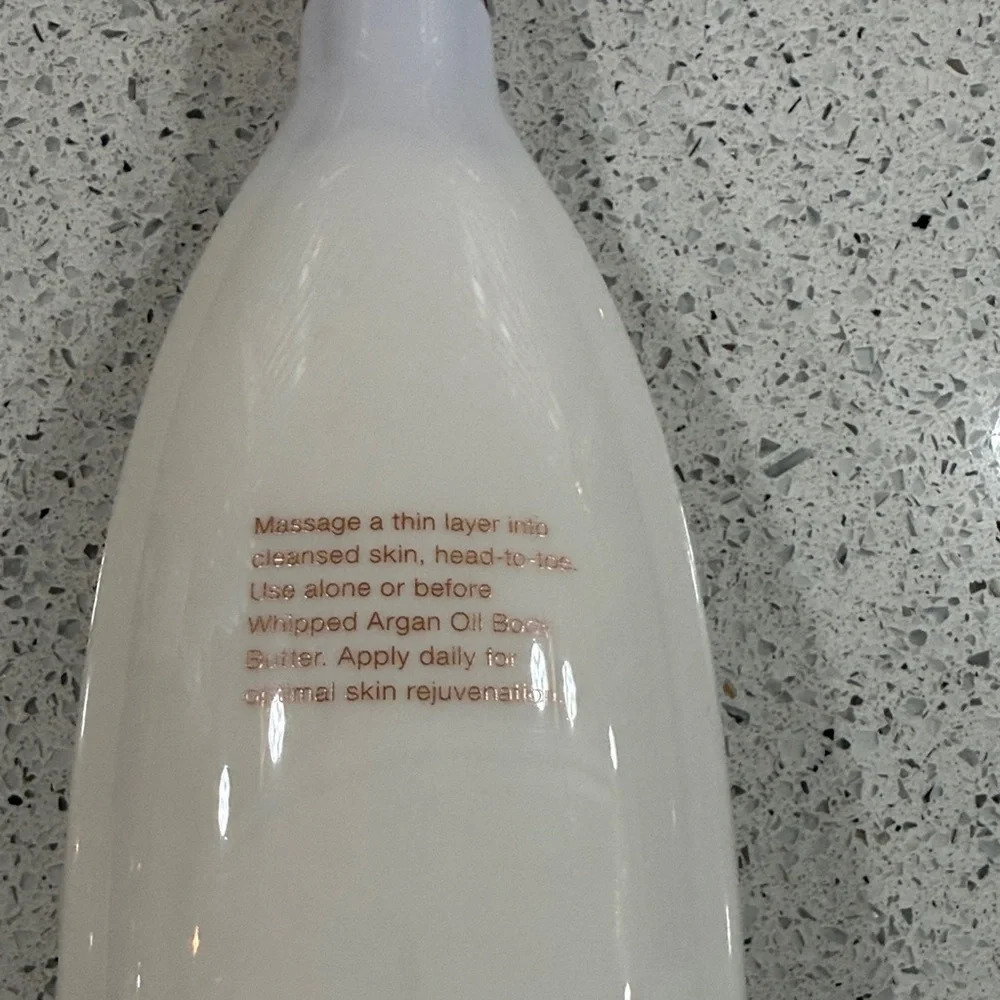 Massage a thin layer into
cleansed skin, head-to-toe.
Use alone or before
Whipped Argan Oil Body
Butter. Apply daily for
optimal skin rejuvenation.